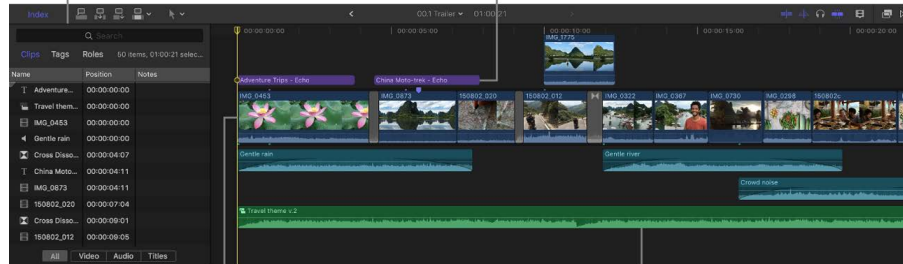 Index
00.1 Trailer 01:00:21
Search
Clips Tags Roles 50 items, 01:00:21 selec...
Name Position Notes
Adventure... 00:00:00:00
Travel them... 00:00:00:00
IMG_0453 00:00:00:00
Gentle rain 00:00:00:00
Cross Disso... 00:00:04:07
China Moto... 00:00:04:11
IMG_0873 00:00:04:11
150802_020 00:00:07:04
Cross Disso... 00:00:09:01
150802_012 00:00:09:05
All Video Audio Titles
00:00:00:00 00:00:05:00 00:00:10:00 00:00:15:00 00:00:20:00
IMG_1775
Adventure Trips - Echo China Moto-trek - Echo
IMG_0453 IMG_0873 150802_020 150802_012 IMG_0322 IMG_0367 IMG_0730 IMG_0298 150802c
Gentle rain Gentle river
Crowd noise
Travel theme v.2